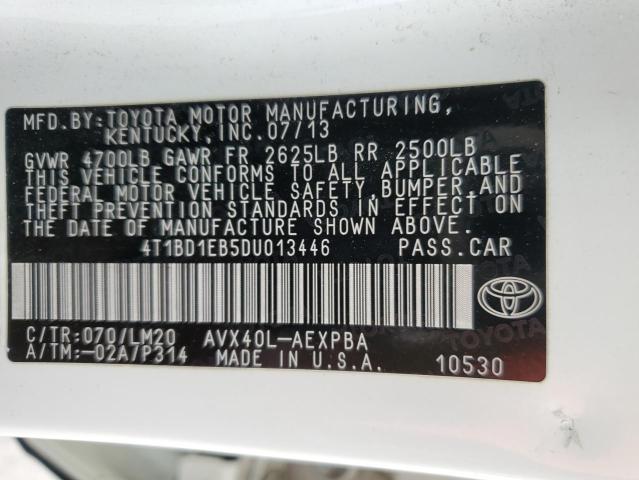 MFD.BY:TOYOTA MOTOR MANUFACTURING,
KENTUCKY,INC.07/13
GVWR 4700LB GAWR FR 2625LB RR 2500LB
THIS VEHICLE CONFORMS TO ALL APPLICABLE
FEDERAL MOTOR VEHICLE SAFETY,BUMPER,AND
THEFT PREVENTION STANDARDS IN EFFECT ON
THE DATE OF MANUFACTURE SHOWN ABOVE.
4T1BD1EB5DU013446 PASS.CAR
C/TR:070/LM20 AVX40L-AEXPBA
A/TM:-02A/P314 MADE IN U.S.A. 10530